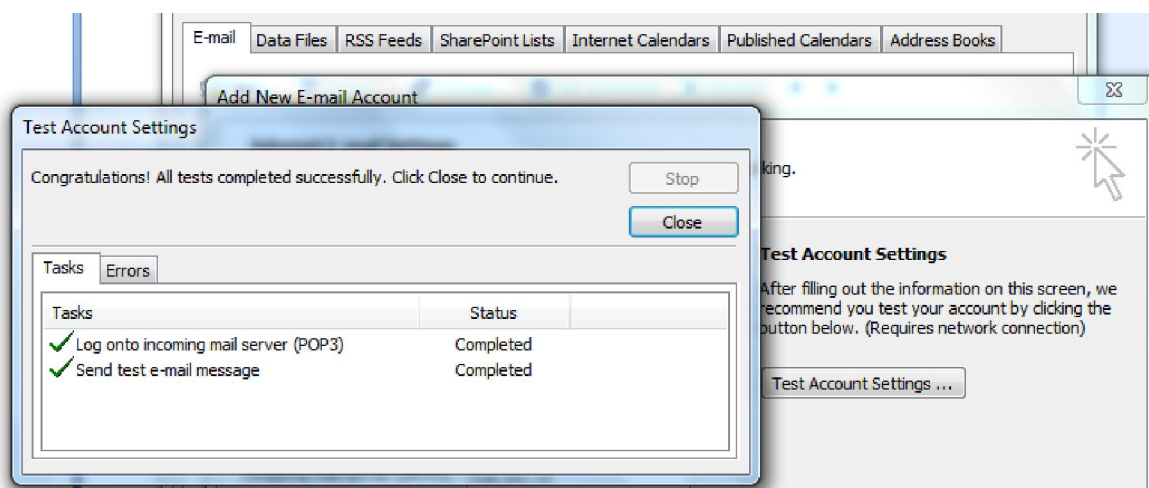 E-mail Data Files RSS Feeds SharePoint Lists Internet Calendars Published Calendars Address Books
Add New E-mail Account
Test Account Settings
Congratulations! All tests completed successfully. Click Close to continue.
Stop
Close
Tasks Errors
Tasks Status
Log onto incoming mail server (POP3) Completed
Send test e-mail message Completed
king.
Test Account Settings
After filling out the information on this screen, we
recommend you test your account by clicking the
button below. (Requires network connection)
Test Account Settings ...